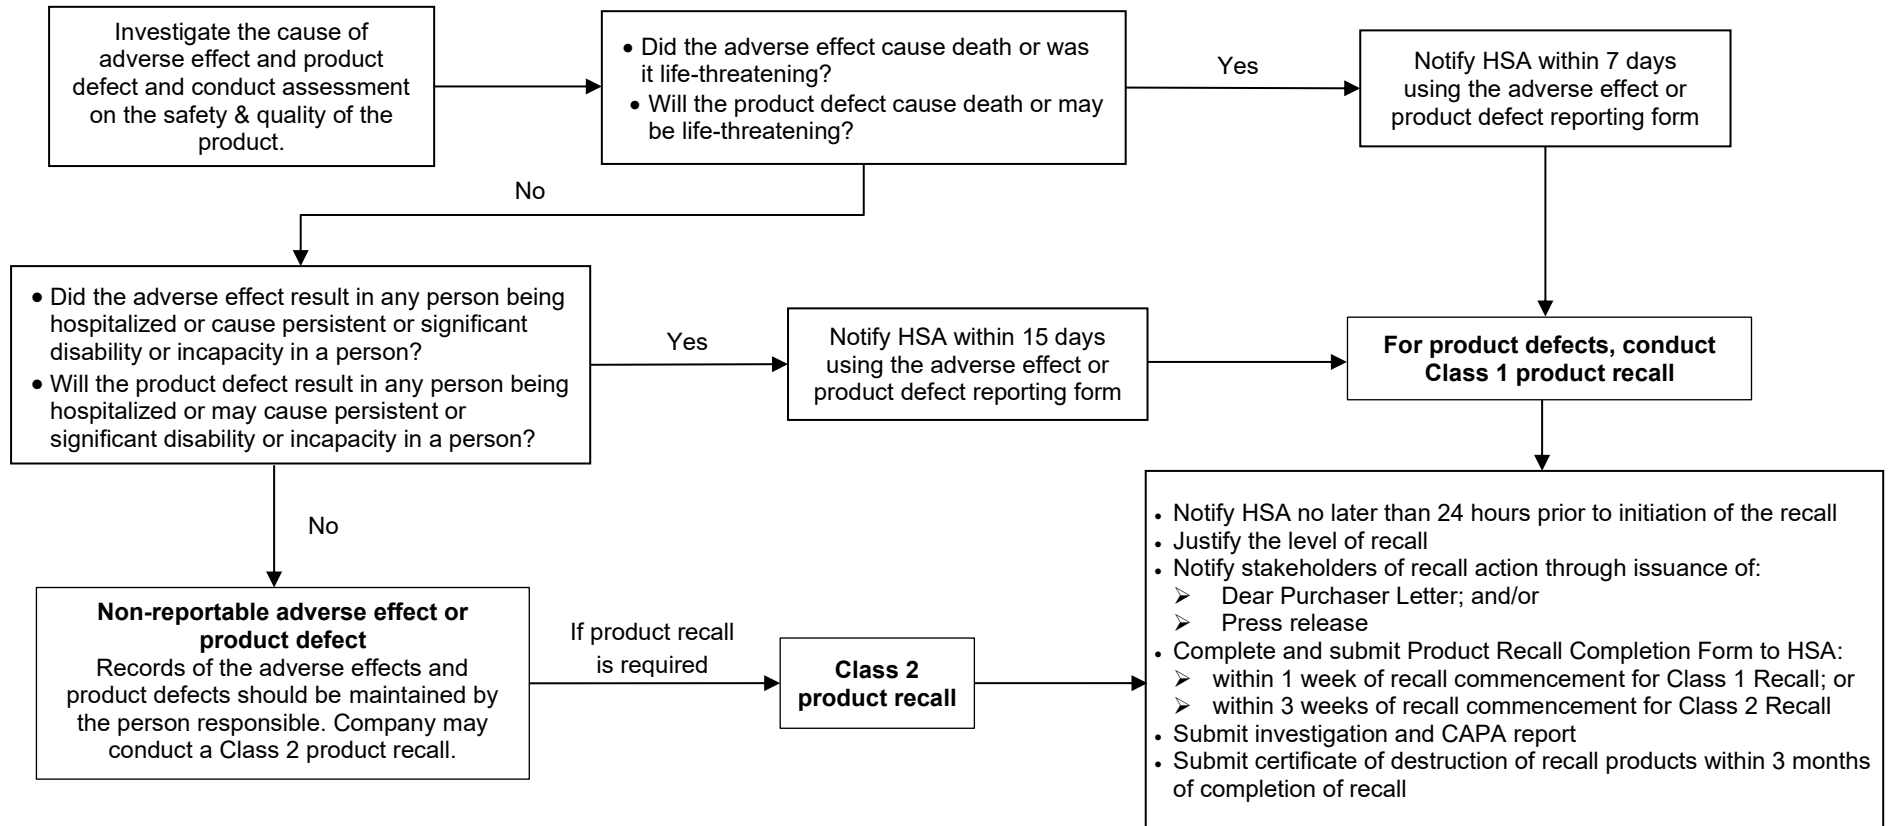 Investigate the cause of
adverse effect and product
defect and conduct assessment
on the safety & quality of the
product.
• Did the adverse effect cause death or was
it life-threatening?
• Will the product defect cause death or may
be life-threatening?
Yes
Notify HSA within 7 days
using the adverse effect or
product defect reporting form
No
• Did the adverse effect result in any person being
hospitalized or cause persistent or significant
disability or incapacity in a person?
• Will the product defect result in any person being
hospitalized or may cause persistent or
significant disability or incapacity in a person?
Yes
Notify HSA within 15 days
using the adverse effect or
product defect reporting form
For product defects, conduct
Class 1 product recall
No
Non-reportable adverse effect or
product defect
Records of the adverse effects and
product defects should be maintained by
the person responsible. Company may
conduct a Class 2 product recall.
If product recall
is required
Class 2
product recall
• Notify HSA no later than 24 hours prior to initiation of the recall
• Justify the level of recall
• Notify stakeholders of recall action through issuance of:
➢ Dear Purchaser Letter; and/or
➢ Press release
• Complete and submit Product Recall Completion Form to HSA:
➢ within 1 week of recall commencement for Class 1 Recall; or
➢ within 3 weeks of recall commencement for Class 2 Recall
• Submit investigation and CAPA report
• Submit certificate of destruction of recall products within 3 months
of completion of recall